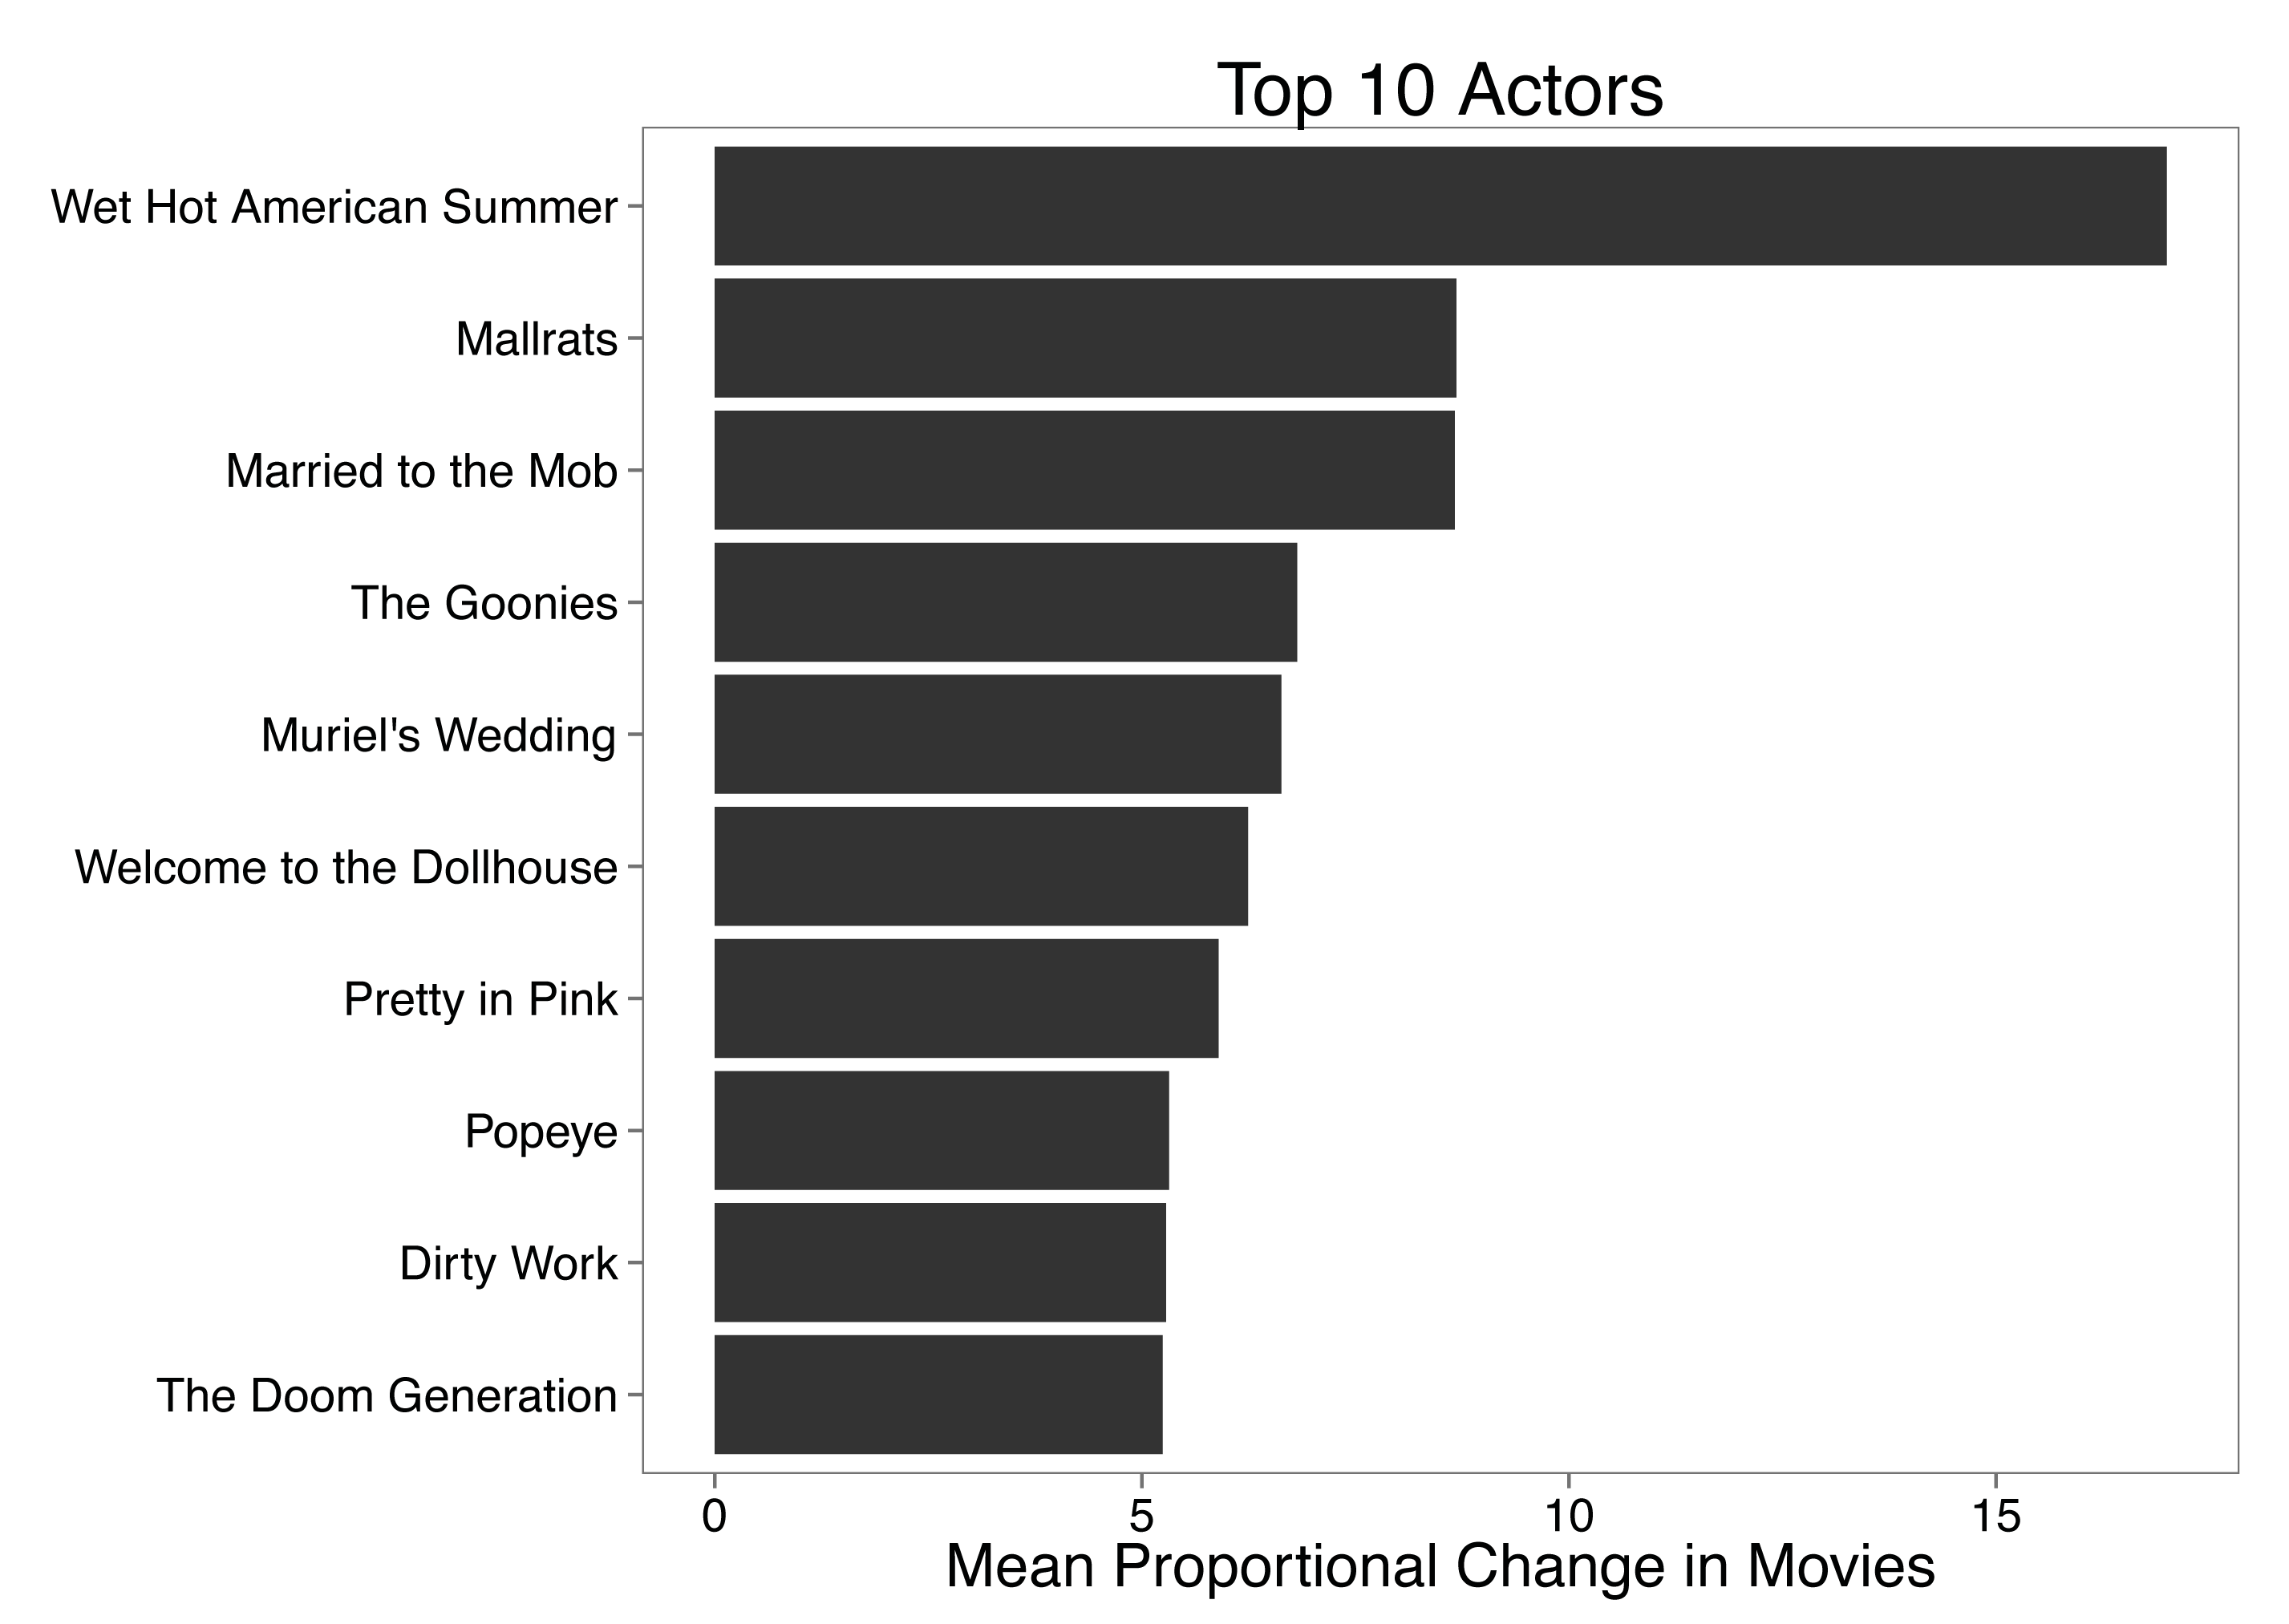 Top 10 Actors
Wet Hot American Summer
Mallrats
Married to the Mob
The Goonies
Muriel's Wedding
Welcome to the Dollhouse
Pretty in Pink
Popeye
Dirty Work
The Doom Generation
0 5 10 15
Mean Proportional Change in Movies